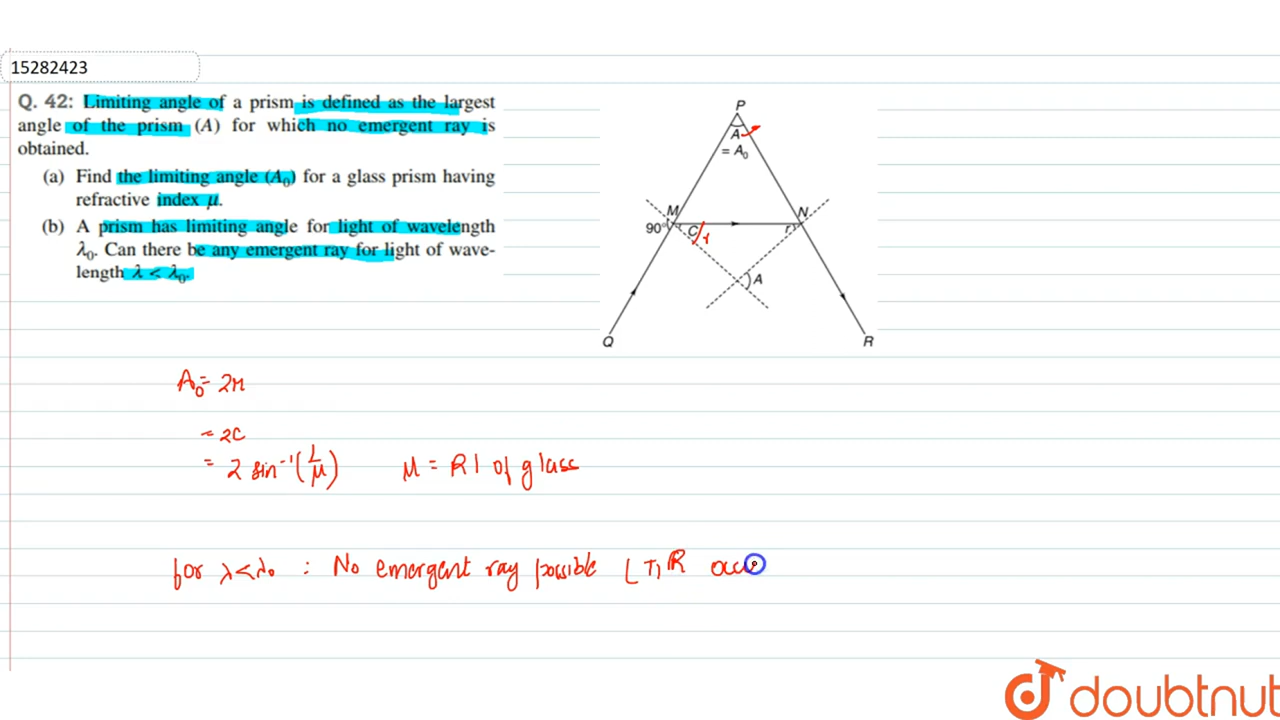 15282423
Q. 42: Limiting angle of a prism is defined as the largest
angle of the prism (A) for which no emergent ray is
obtained.
(a) Find the limiting angle (A₀) for a glass prism having
refractive index μ.
(b) A prism has limiting angle for light of wavelength
λ₀. Can there be any emergent ray for light of wave-
length λ < λ₀.
P
A
= A₀
M
N
90°
C/r
r
A
Q
R
A₀ = 2r
= 2C
= 2 sin⁻¹(1/μ) μ = RI of glass
for λ<λ₀ : No emergent ray possible [TIR occ
doubtnut